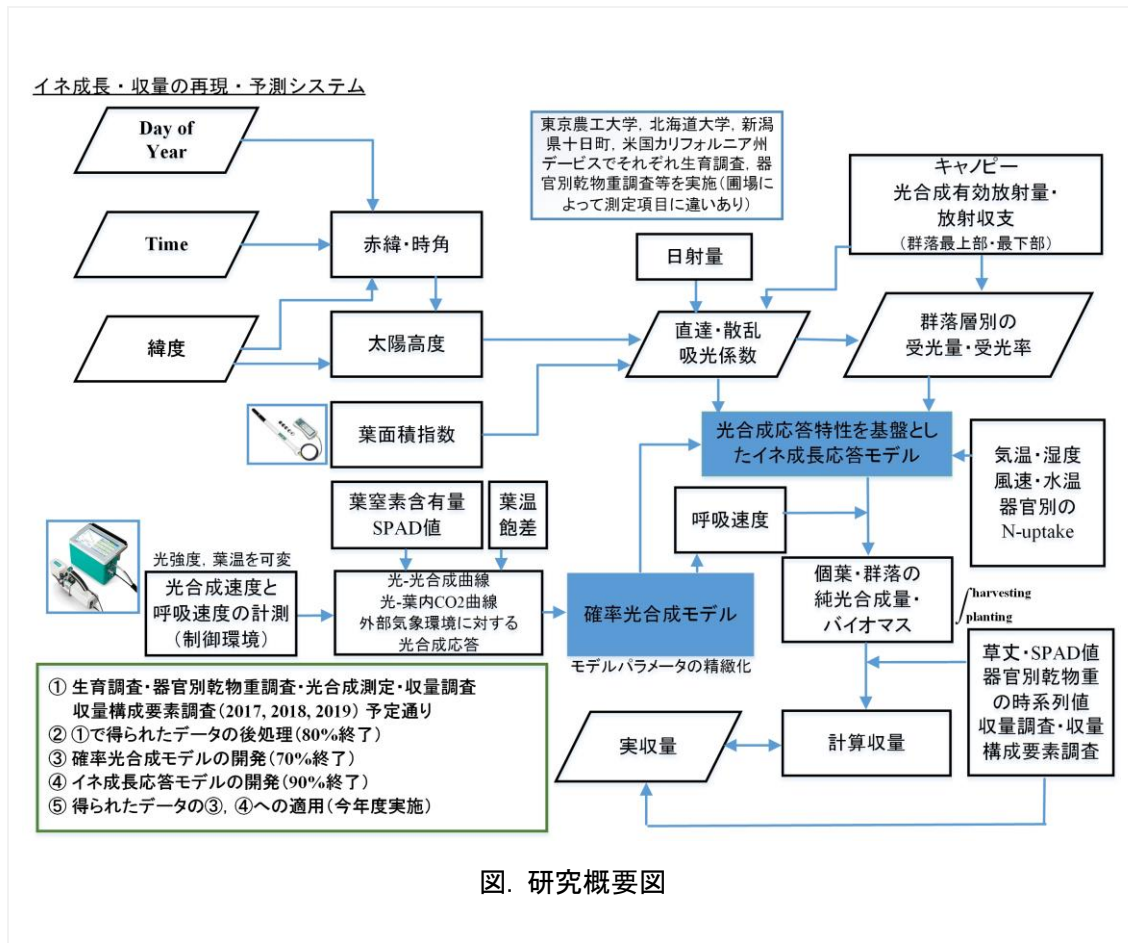 イネ成長・収量の再現・予測システム
Day of
Year
Time
緯度
赤緯・時角
太陽高度
葉面積指数
東京農工大学, 北海道大学, 新潟
県十日町, 米国カリフォルニア州
デービスでそれぞれ生育調査, 器
官別乾物重調査等を実施(圃場に
よって測定項目に違いあり)
日射量
キャノピー
光合成有効放射量・
放射収支
(群落最上部・最下部)
直達・散乱
吸光係数
群落層別の
受光量・受光率
光合成応答特性を基盤とし
たイネ成長応答モデル
気温・湿度
風速・水温
器官別の
N-uptake
葉窒素含有量
SPAD値
葉温
飽差
呼吸速度
光強度, 葉温を可変
光合成速度と
呼吸速度の計測
(制御環境)
光-光合成曲線
光-葉内CO2曲線
外部気象環境に対する
光合成応答
確率光合成モデル
モデルパラメータの精緻化
個葉・群落の
純光合成量・
バイオマス
harvesting
planting
草丈・SPAD値
器官別乾物重
の時系列値
収量調査・収量
構成要素調査
実収量
計算収量
① 生育調査・器官別乾物重調査・光合成測定・収量調査
収量構成要素調査(2017, 2018, 2019) 予定通り
② ①で得られたデータの後処理(80%終了)
③ 確率光合成モデルの開発(70%終了)
④ イネ成長応答モデルの開発(90%終了)
⑤ 得られたデータの③, ④への適用(今年度実施)
図. 研究概要図